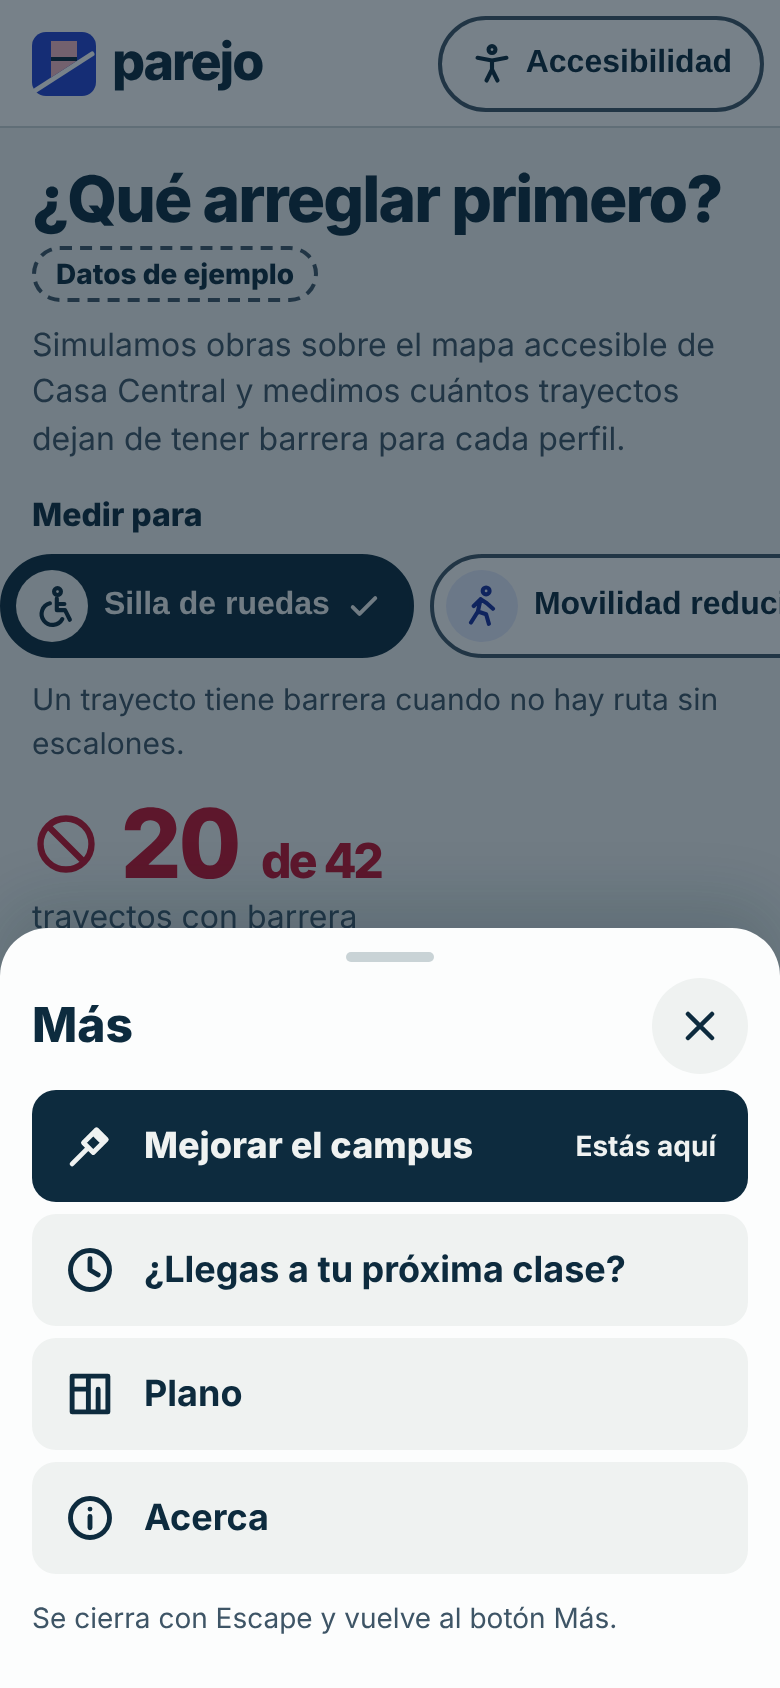 parejo
Accesibilidad
¿Qué arreglar primero?
Datos de ejemplo
Simulamos obras sobre el mapa accesible de
Casa Central y medimos cuántos trayectos
dejan de tener barrera para cada perfil.
Medir para
Silla de ruedas
Movilidad reduci
Un trayecto tiene barrera cuando no hay ruta sin
escalones.
20 de 42
trayectos con barrera
Más
Mejorar el campus
Estás aquí
¿Llegas a tu próxima clase?
Plano
Acerca
Se cierra con Escape y vuelve al botón Más.